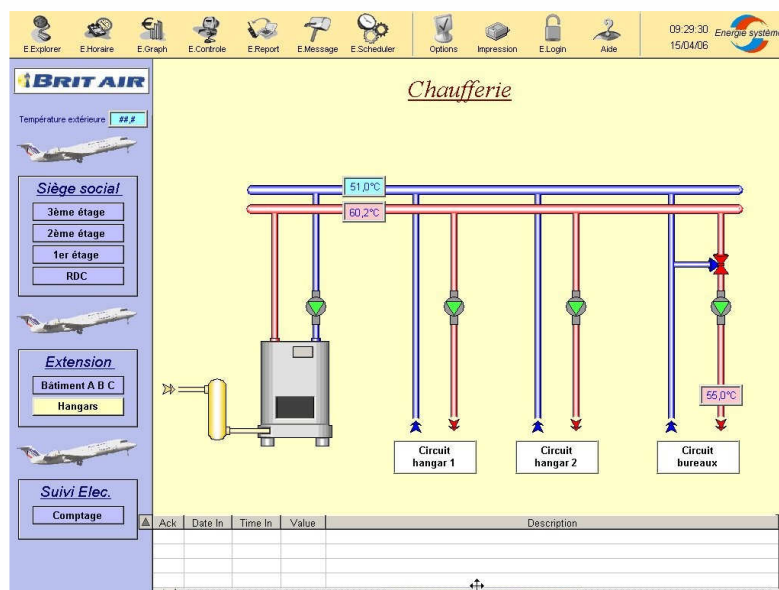 E.Explorer E.Horaire E.Graph E.Controle E.Report E.Message E.Scheduler Options Impression E.Login Aide
09:29:30
15/04/06
Energie système
BRIT AIR
Chaufferie
Température extérieure ##,#
Siège social
3ème étage
2ème étage
1er étage
RDC
51,0°C
60,2°C
Extension
Bâtiment A B C
Hangars
55,0°C
Circuit
hangar 1
Circuit
hangar 2
Circuit
bureaux
Suivi Elec.
Comptage
Ack Date In Time In Value Description